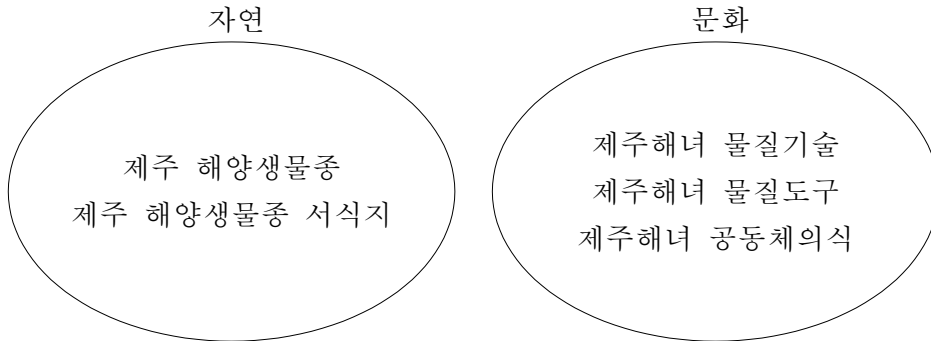 자연
제주 해양생물종
제주 해양생물종 서식지
문화
제주해녀 물질기술
제주해녀 물질도구
제주해녀 공동체의식